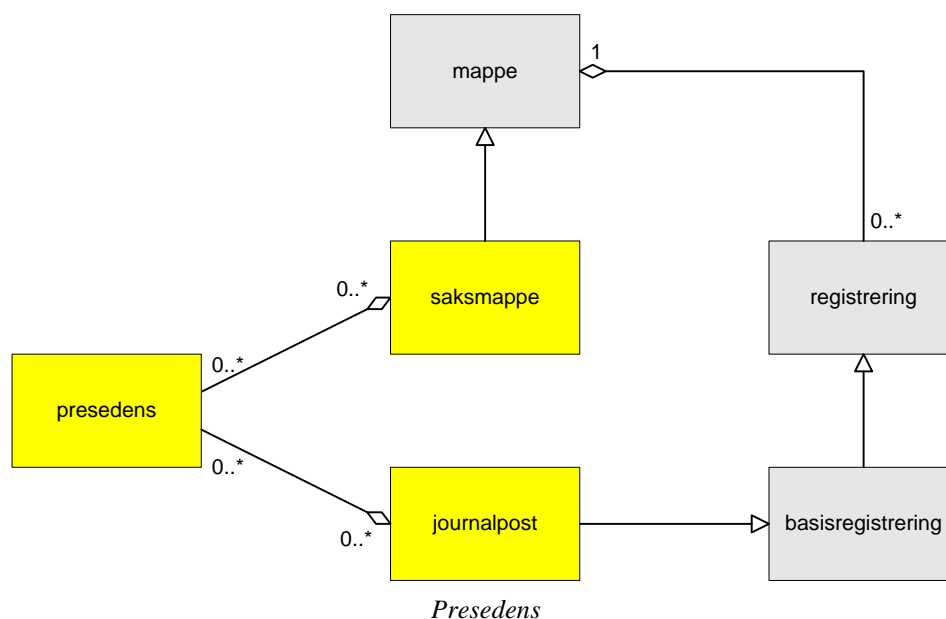 1
mappe
0..*
0..*
saksmappe
registrering
0..*
presedens
0..*
journalpost
basisregistrering
0..*
Presedens